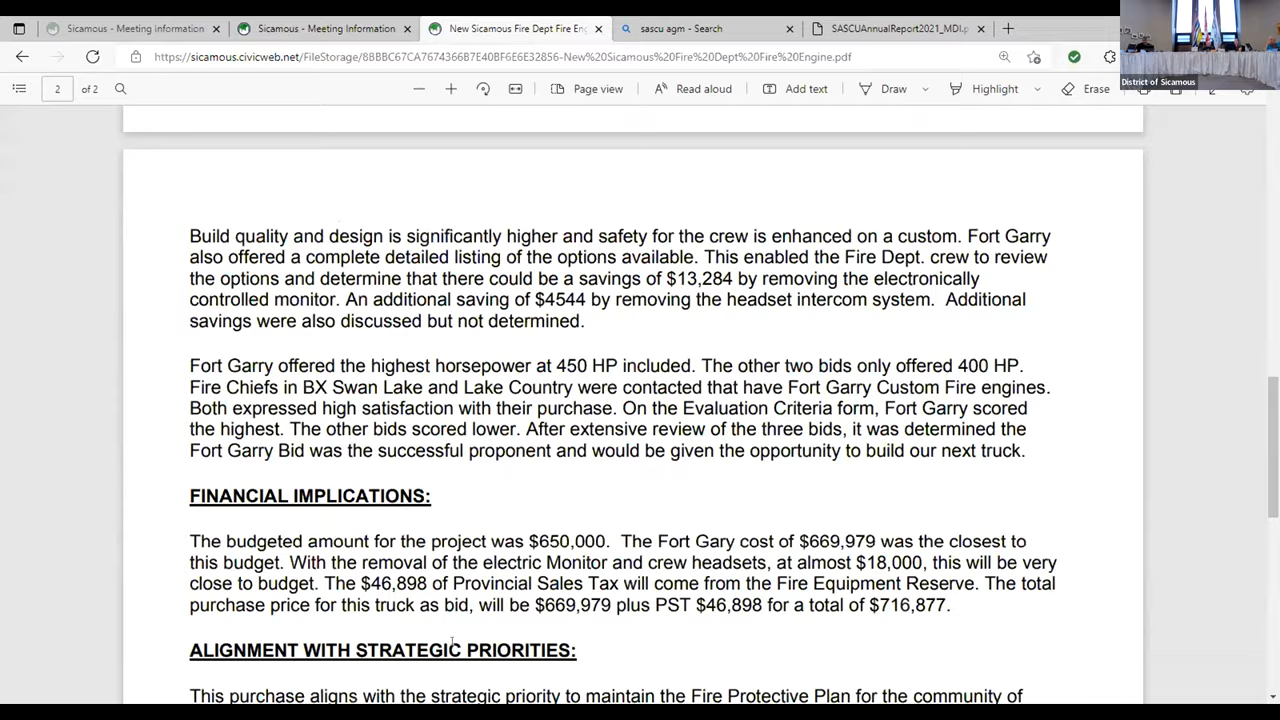 Sicamous - Meeting Information
Sicamous - Meeting Information
New Sicamous Fire Dept Fire Eng
sascu agm - Search
SASCUAnnualReport2021_MDI.p
https://sicamous.civicweb.net/FileStorage/8BBBC67CA767436687E40BF6E6E32856-New%20Sicamous%20Fire%20Dept%20Fire%20Engine.pdf
District of Sicamous
2 of 2
Page view
Read aloud
Add text
Draw
Highlight
Erase
Build quality and design is significantly higher and safety for the crew is enhanced on a custom. Fort Garry
also offered a complete detailed listing of the options available. This enabled the Fire Dept. crew to review
the options and determine that there could be a savings of $13,284 by removing the electronically
controlled monitor. An additional saving of $4544 by removing the headset intercom system. Additional
savings were also discussed but not determined.
Fort Garry offered the highest horsepower at 450 HP included. The other two bids only offered 400 HP.
Fire Chiefs in BX Swan Lake and Lake Country were contacted that have Fort Garry Custom Fire engines.
Both expressed high satisfaction with their purchase. On the Evaluation Criteria form, Fort Garry scored
the highest. The other bids scored lower. After extensive review of the three bids, it was determined the
Fort Garry Bid was the successful proponent and would be given the opportunity to build our next truck.
FINANCIAL IMPLICATIONS:
The budgeted amount for the project was $650,000. The Fort Gary cost of $669,979 was the closest to
this budget. With the removal of the electric Monitor and crew headsets, at almost $18,000, this will be very
close to budget. The $46,898 of Provincial Sales Tax will come from the Fire Equipment Reserve. The total
purchase price for this truck as bid, will be $669,979 plus PST $46,898 for a total of $716,877.
ALIGNMENT WITH STRATEGIC PRIORITIES:
This purchase aligns with the strategic priority to maintain the Fire Protective Plan for the community of